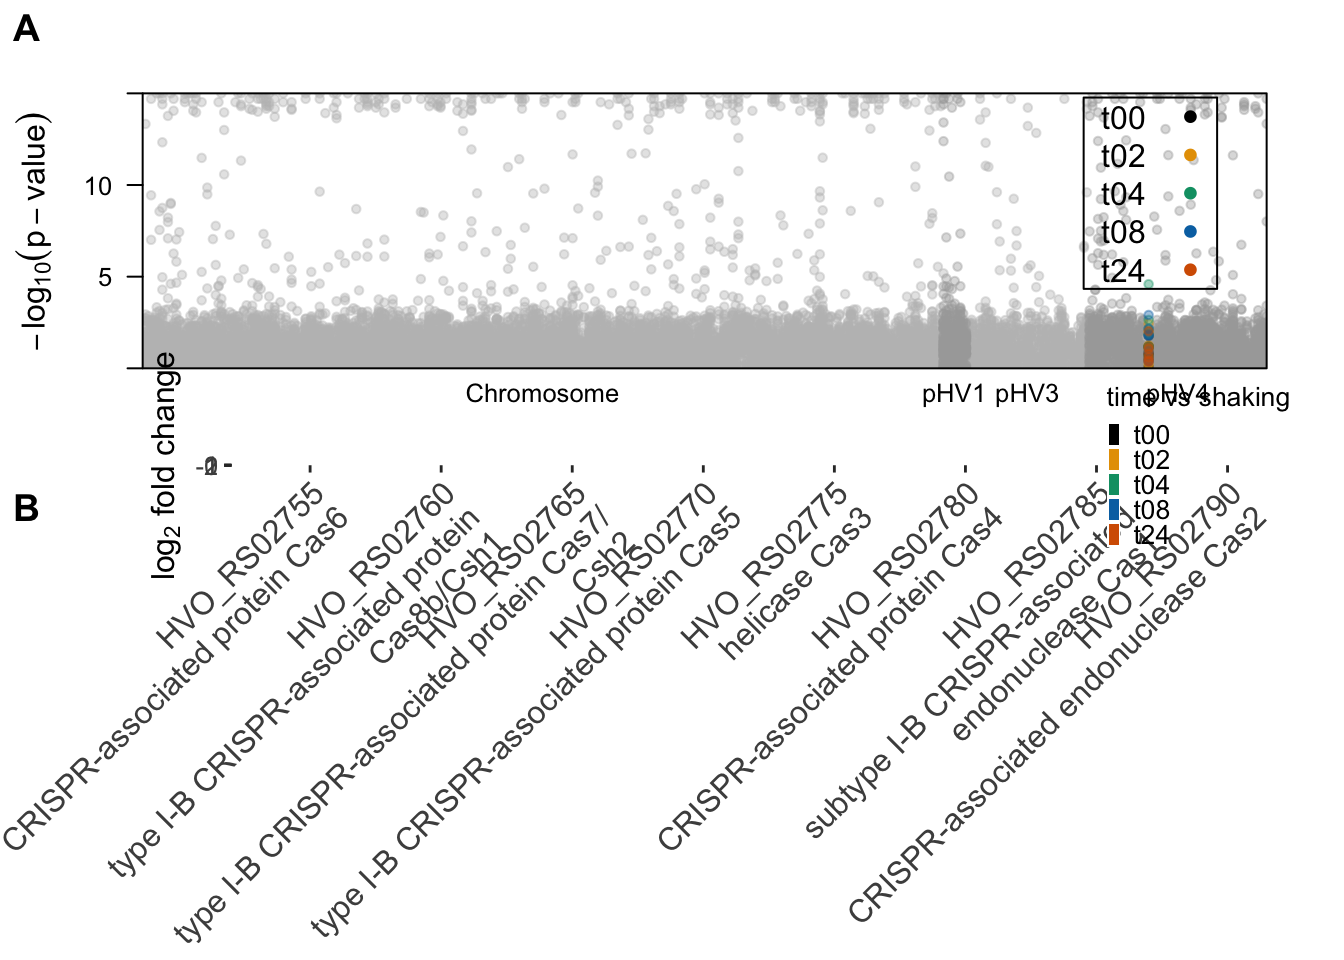 A
−log10(p − value)
10
5
t00
t02
t04
t08
t24
Chromosome
pHV1
pHV3
pHV4
B
log2 fold change
time vs shaking
t00
t02
t04
t08
t24
HVO_RS02755
CRISPR-associated protein Cas6
HVO_RS02760
type I-B CRISPR-associated protein
Cas8b/Csh1
HVO_RS02765
type I-B CRISPR-associated protein Cas7/
Csh2
HVO_RS02770
type I-B CRISPR-associated protein Cas5
HVO_RS02775
helicase Cas3
HVO_RS02780
CRISPR-associated protein Cas4
HVO_RS02785
subtype I-B CRISPR-associated
endonuclease Cas1
HVO_RS02790
CRISPR-associated endonuclease Cas2